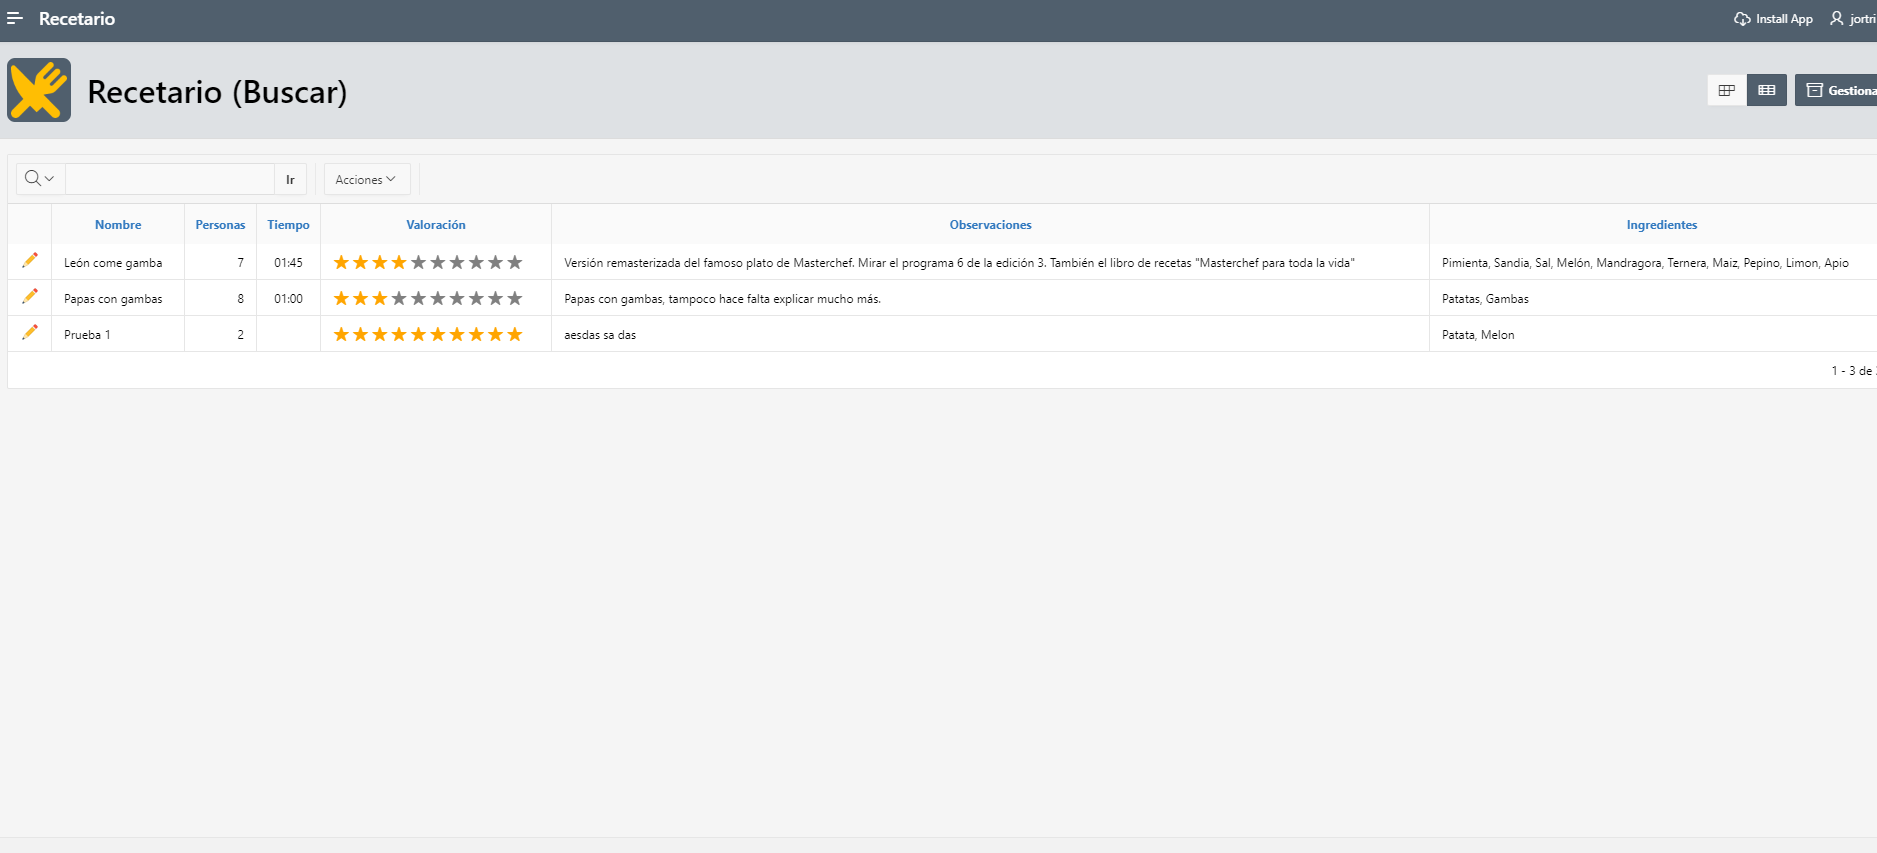 Recetario
Install App
jortri
Recetario (Buscar)
Gestiona
Ir
Acciones
Nombre Personas Tiempo Valoración Observaciones Ingredientes
León come gamba 7 01:45 Versión remasterizada del famoso plato de Masterchef. Mirar el programa 6 de la edición 3. También el libro de recetas "Masterchef para toda la vida" Pimienta, Sandia, Sal, Melón, Mandragora, Ternera, Maiz, Pepino, Limon, Apio
Papas con gambas 8 01:00 Papas con gambas, tampoco hace falta explicar mucho más. Patatas, Gambas
Prueba 1 2 aesdas sa das Patata, Melon
1 - 3 de